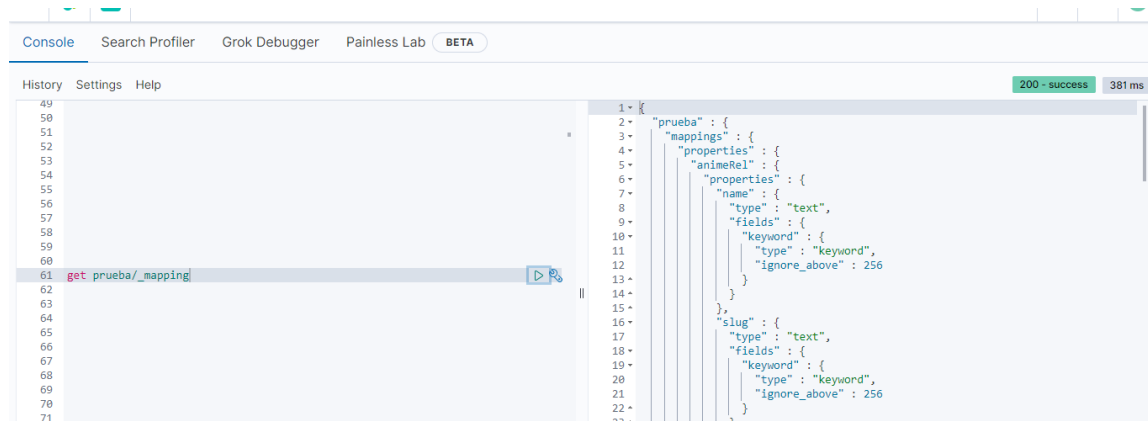 Console Search Profiler Grok Debugger Painless Lab BETA
History Settings Help
200 - success 381 ms
49
50
51
52
53
54
55
56
57
58
59
60
61 get prueba/_mapping
62
63
64
65
66
67
68
69
70
71
1 {
2 "prueba" : {
3 "mappings" : {
4 "properties" : {
5 "animeRel" : {
6 "properties" : {
7 "name" : {
8 "type" : "text",
9 "fields" : {
10 "keyword" : {
11 "type" : "keyword",
12 "ignore_above" : 256
13 }
14 }
15 },
16 "slug" : {
17 "type" : "text",
18 "fields" : {
19 "keyword" : {
20 "type" : "keyword",
21 "ignore_above" : 256
22 }